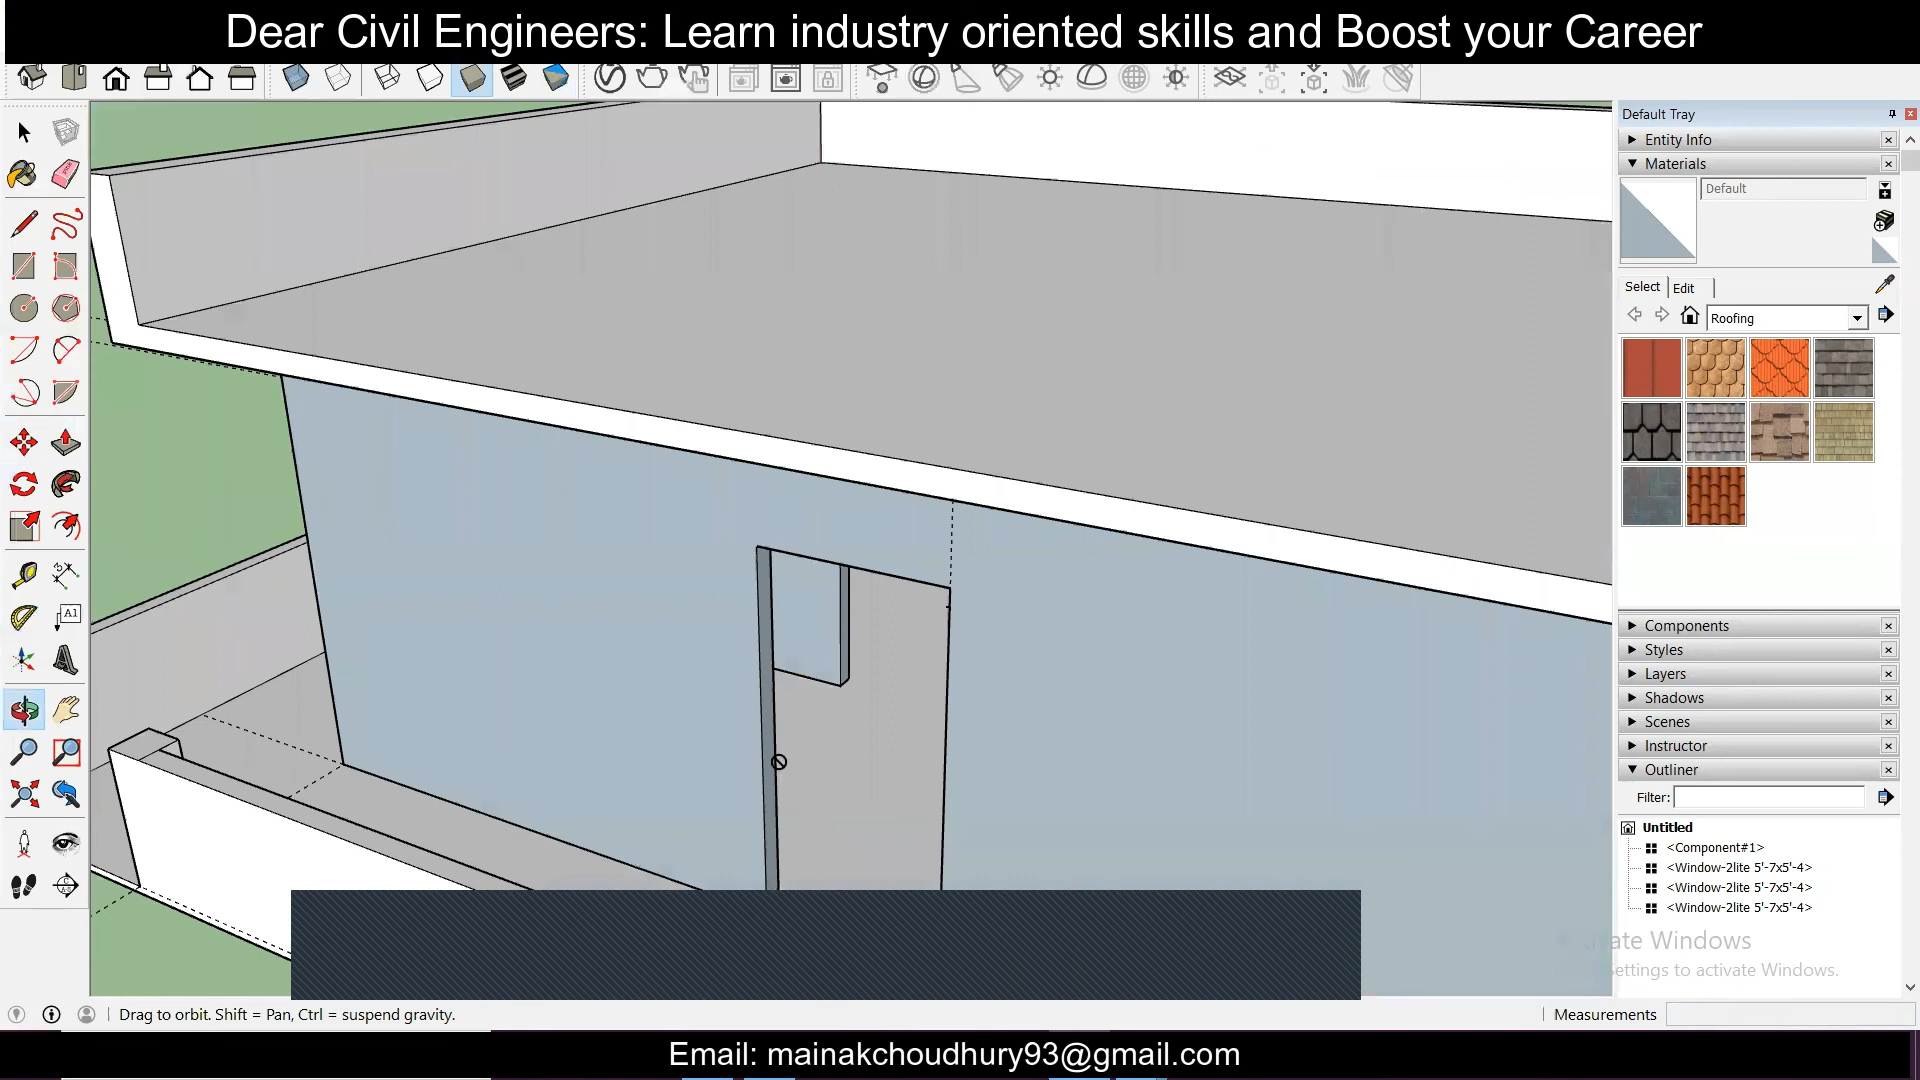 Dear Civil Engineers: Learn industry oriented skills and Boost your Career
Default Tray
Entity Info
Materials
Default
Select
Edit
Roofing
A1
Components
Styles
Layers
Shadows
Scenes
Instructor
Outliner
Filter:
Untitled
<Component#1>
<Window-2lite 5'-7x5'-4>
<Window-2lite 5'-7x5'-4>
<Window-2lite 5'-7x5'-4>
ate Windows
ettings to activate Windows.
Drag to orbit. Shift = Pan, Ctrl = suspend gravity.
Measurements
Email: mainakchoudhury93@gmail.com